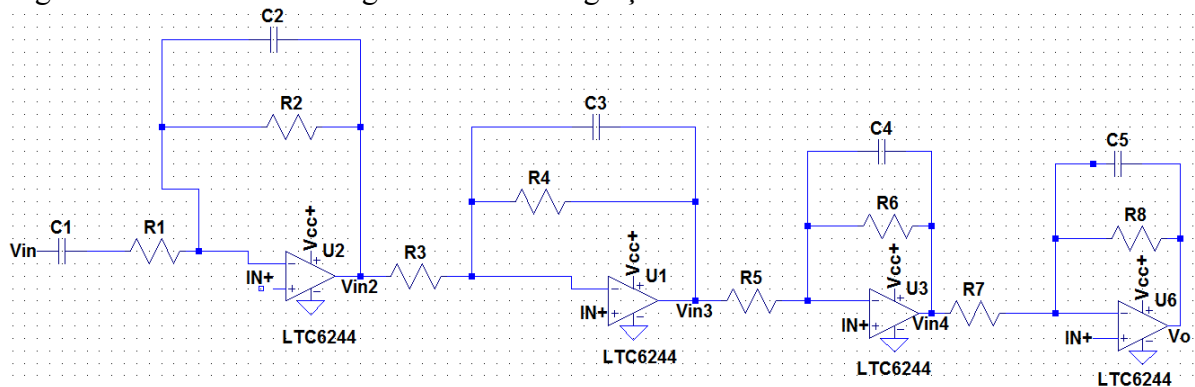 C2
R2
C3
C4
C5
R4
R6
R8
C1
R1
Vin
Vcc+
U2
IN+
Vin2
LTC6244
R3
Vcc+
U1
IN+
Vin3
LTC6244
R5
Vcc+
U3
IN+
Vin4
LTC6244
R7
Vcc+
U6
IN+
Vo
LTC6244